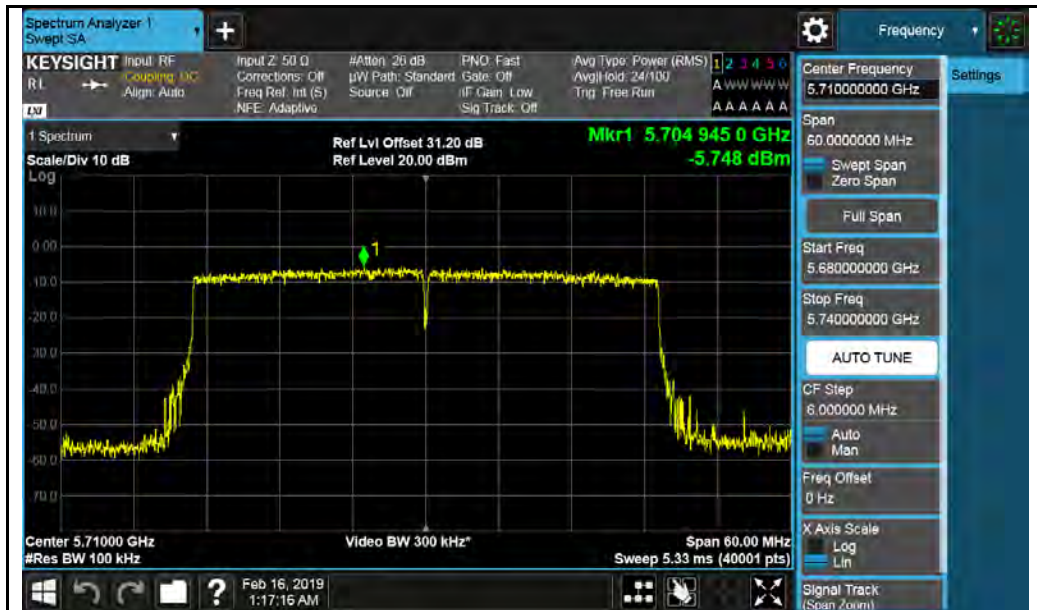 Spectrum Analyzer 1
Swept SA
+
Frequency
KEYSIGHT Input: RF
RL Coupling: DC
Align: Auto
Input Z: 50 Ω
Corrections: Off
Freq Ref: Int (S)
NFE: Adaptive
#Atten: 26 dB
µW Path: Standard
Source: Off
PNO: Fast
Gate: Off
IF Gain: Low
Sig Track: Off
Avg Type: Power (RMS)
Avg|Hold: 24/100
Trig: Free Run
1 2 3 4 5 6
A W W W W W
A A A A A A
1 Spectrum
Scale/Div 10 dB
Ref Lvl Offset 31.20 dB
Ref Level 20.00 dBm
Mkr1 5.704 945 0 GHz
-5.748 dBm
Log
10.0
0.00
-10.0
-20.0
-30.0
-40.0
-50.0
-60.0
-70.0
1
Center 5.71000 GHz
#Res BW 100 kHz
Video BW 300 kHz*
Span 60.00 MHz
Sweep 5.33 ms (40001 pts)
?
Feb 16, 2019
1:17:16 AM
Center Frequency
5.710000000 GHz
Span
60.0000000 MHz
Swept Span
Zero Span
Full Span
Start Freq
5.680000000 GHz
Stop Freq
5.740000000 GHz
AUTO TUNE
CF Step
6.000000 MHz
Auto
Man
Freq Offset
0 Hz
X Axis Scale
Log
Lin
Signal Track
(Span Zoom)
Settings